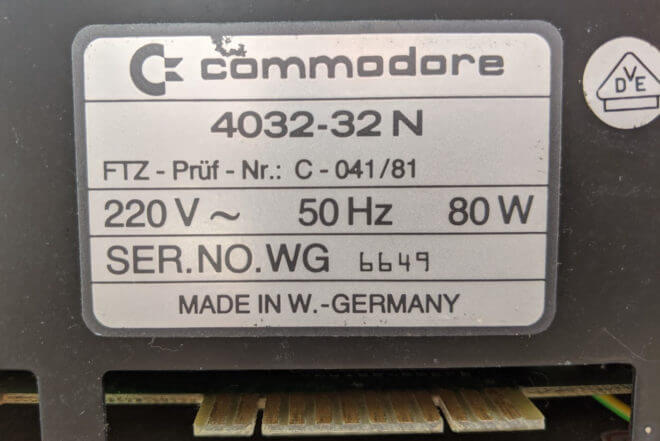 commodore
4032-32 N
FTZ - Prüf - Nr.: C - 041/81
220 V ~ 50 Hz 80 W
SER.NO.WG 6649
MADE IN W.-GERMANY
VDE